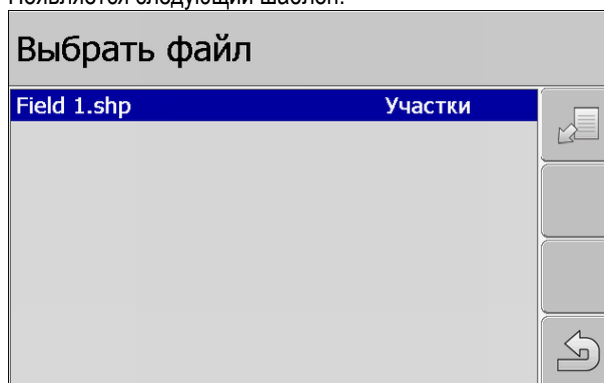 Появляется следующий шаблон:
Выбрать файл
Field 1.shp Участки